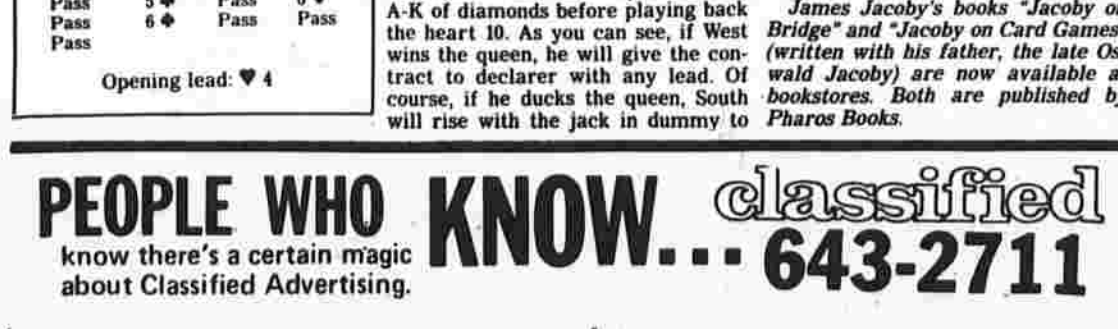 Pass 5♣ Pass
Pass 6♣ Pass Pass
Pass
Opening lead: ♥ 4
A-K of diamonds before playing back
the heart 10. As you can see, if West
wins the queen, he will give the con-
tract to declarer with any lead. Of
course, if he ducks the queen, South
will rise with the jack in dummy to
James Jacoby's books "Jacoby o
Bridge" and "Jacoby on Card Games
(written with his father, the late Os
wald Jacoby) are now available a
bookstores. Both are published b
Pharos Books.
PEOPLE WHO KNOW... classified
know there's a certain magic
about Classified Advertising.
643-2711